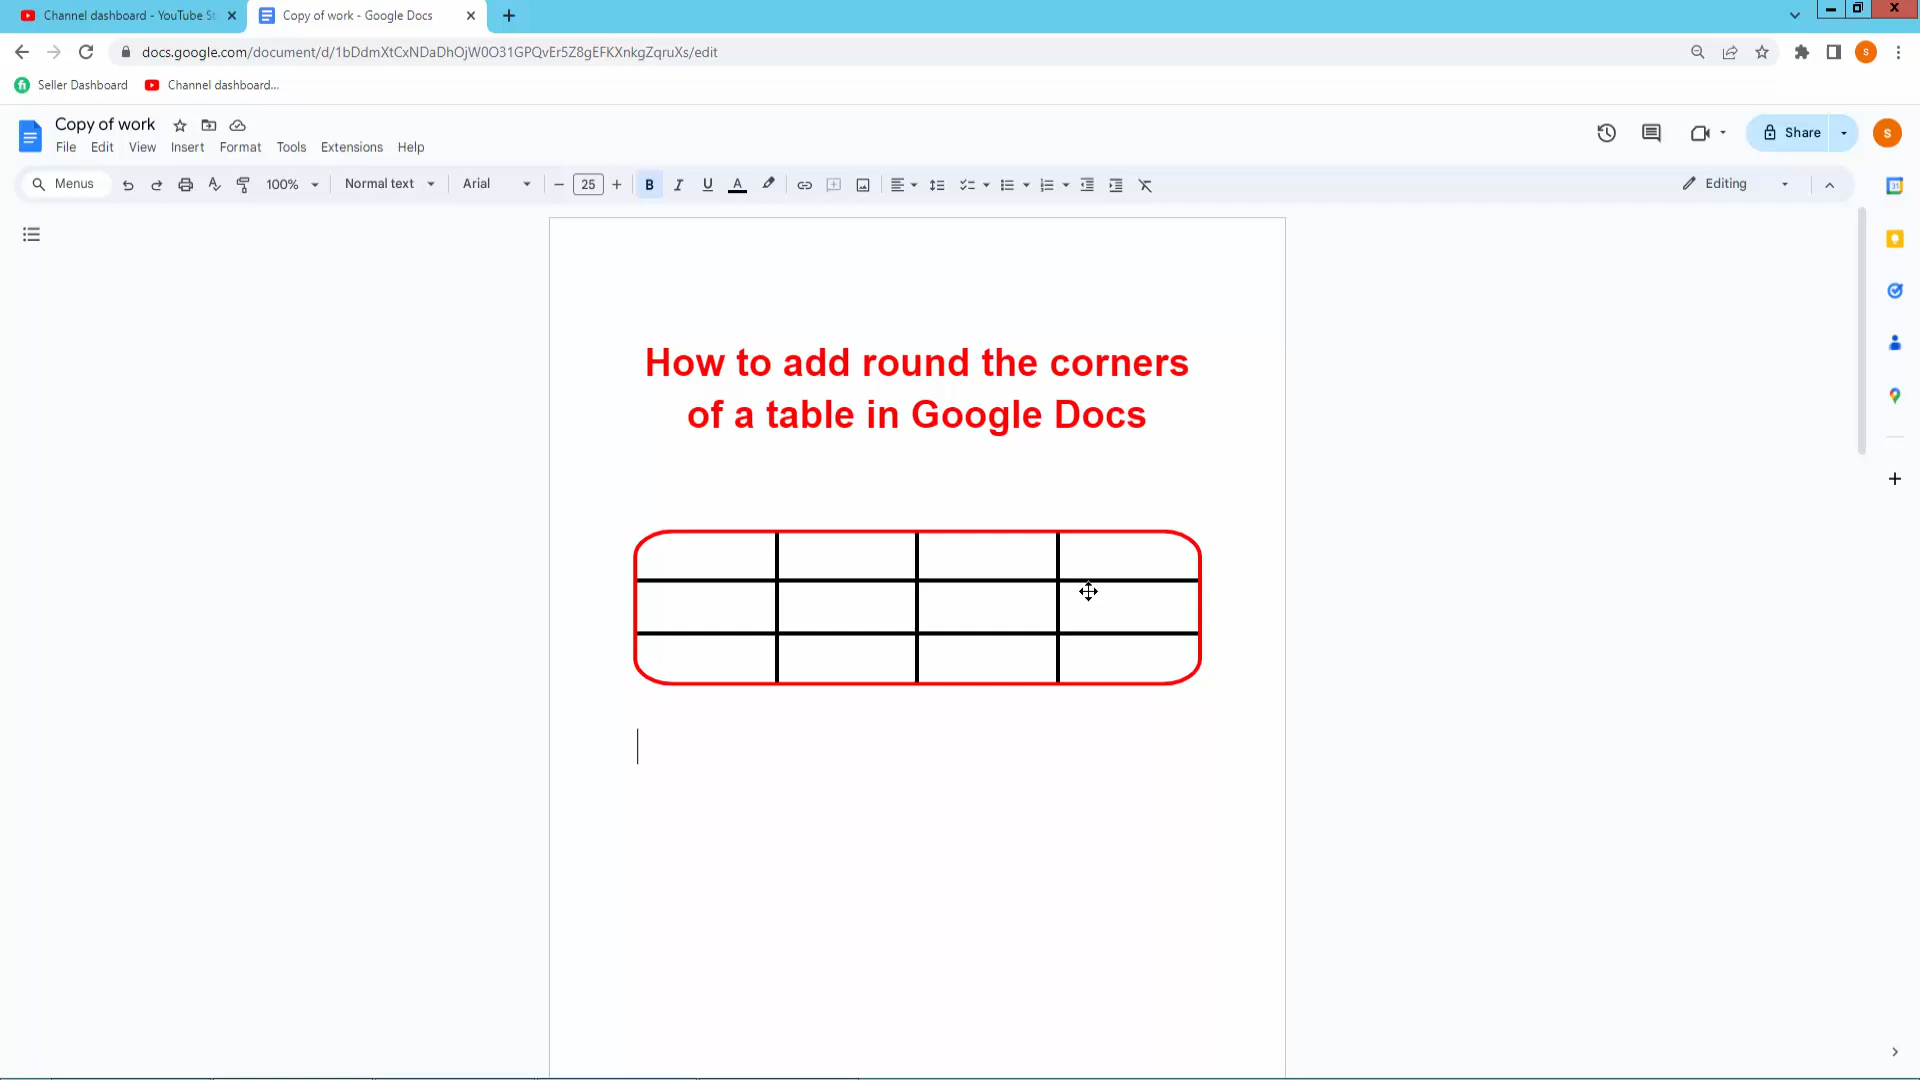 Channel dashboard - YouTube St
Copy of work - Google Docs
docs.google.com/document/d/1bDdmXtCxNDaDhOjW0O31GPQvEr5Z8gEFKXnkgZqruXs/edit
S
Seller Dashboard
Channel dashboard...
Copy of work
File Edit View Insert Format Tools Extensions Help
Share
S
Menus
100%
Normal text
Arial
25
B I U A
Editing
31
How to add round the corners
of a table in Google Docs